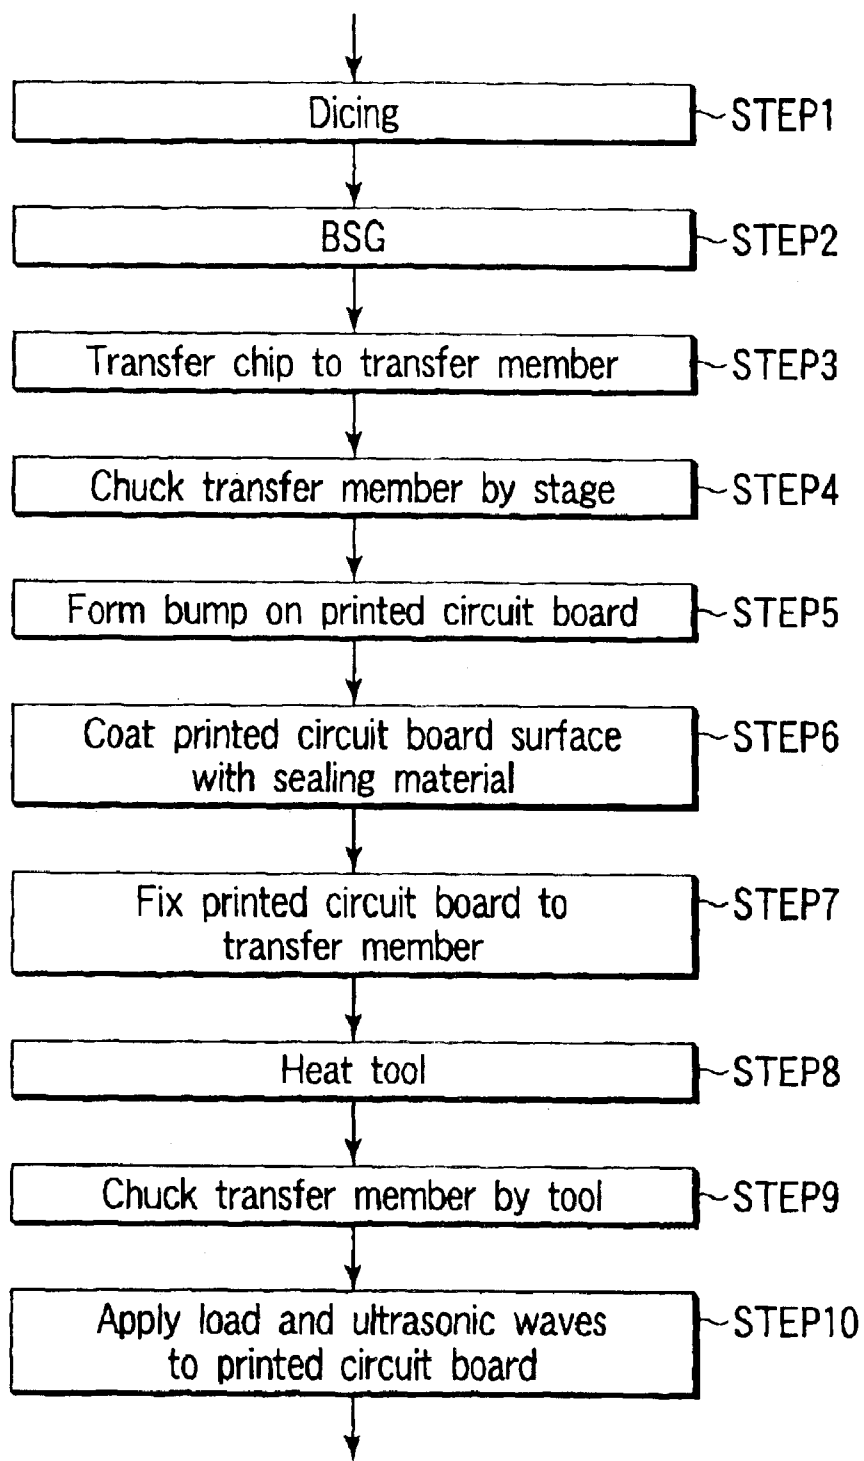 Dicing
STEP1
BSG
STEP2
Transfer chip to transfer member
STEP3
Chuck transfer member by stage
STEP4
Form bump on printed circuit board
STEP5
Coat printed circuit board surface
with sealing material
STEP6
Fix printed circuit board to
transfer member
STEP7
Heat tool
STEP8
Chuck transfer member by tool
STEP9
Apply load and ultrasonic waves
to printed circuit board
STEP10